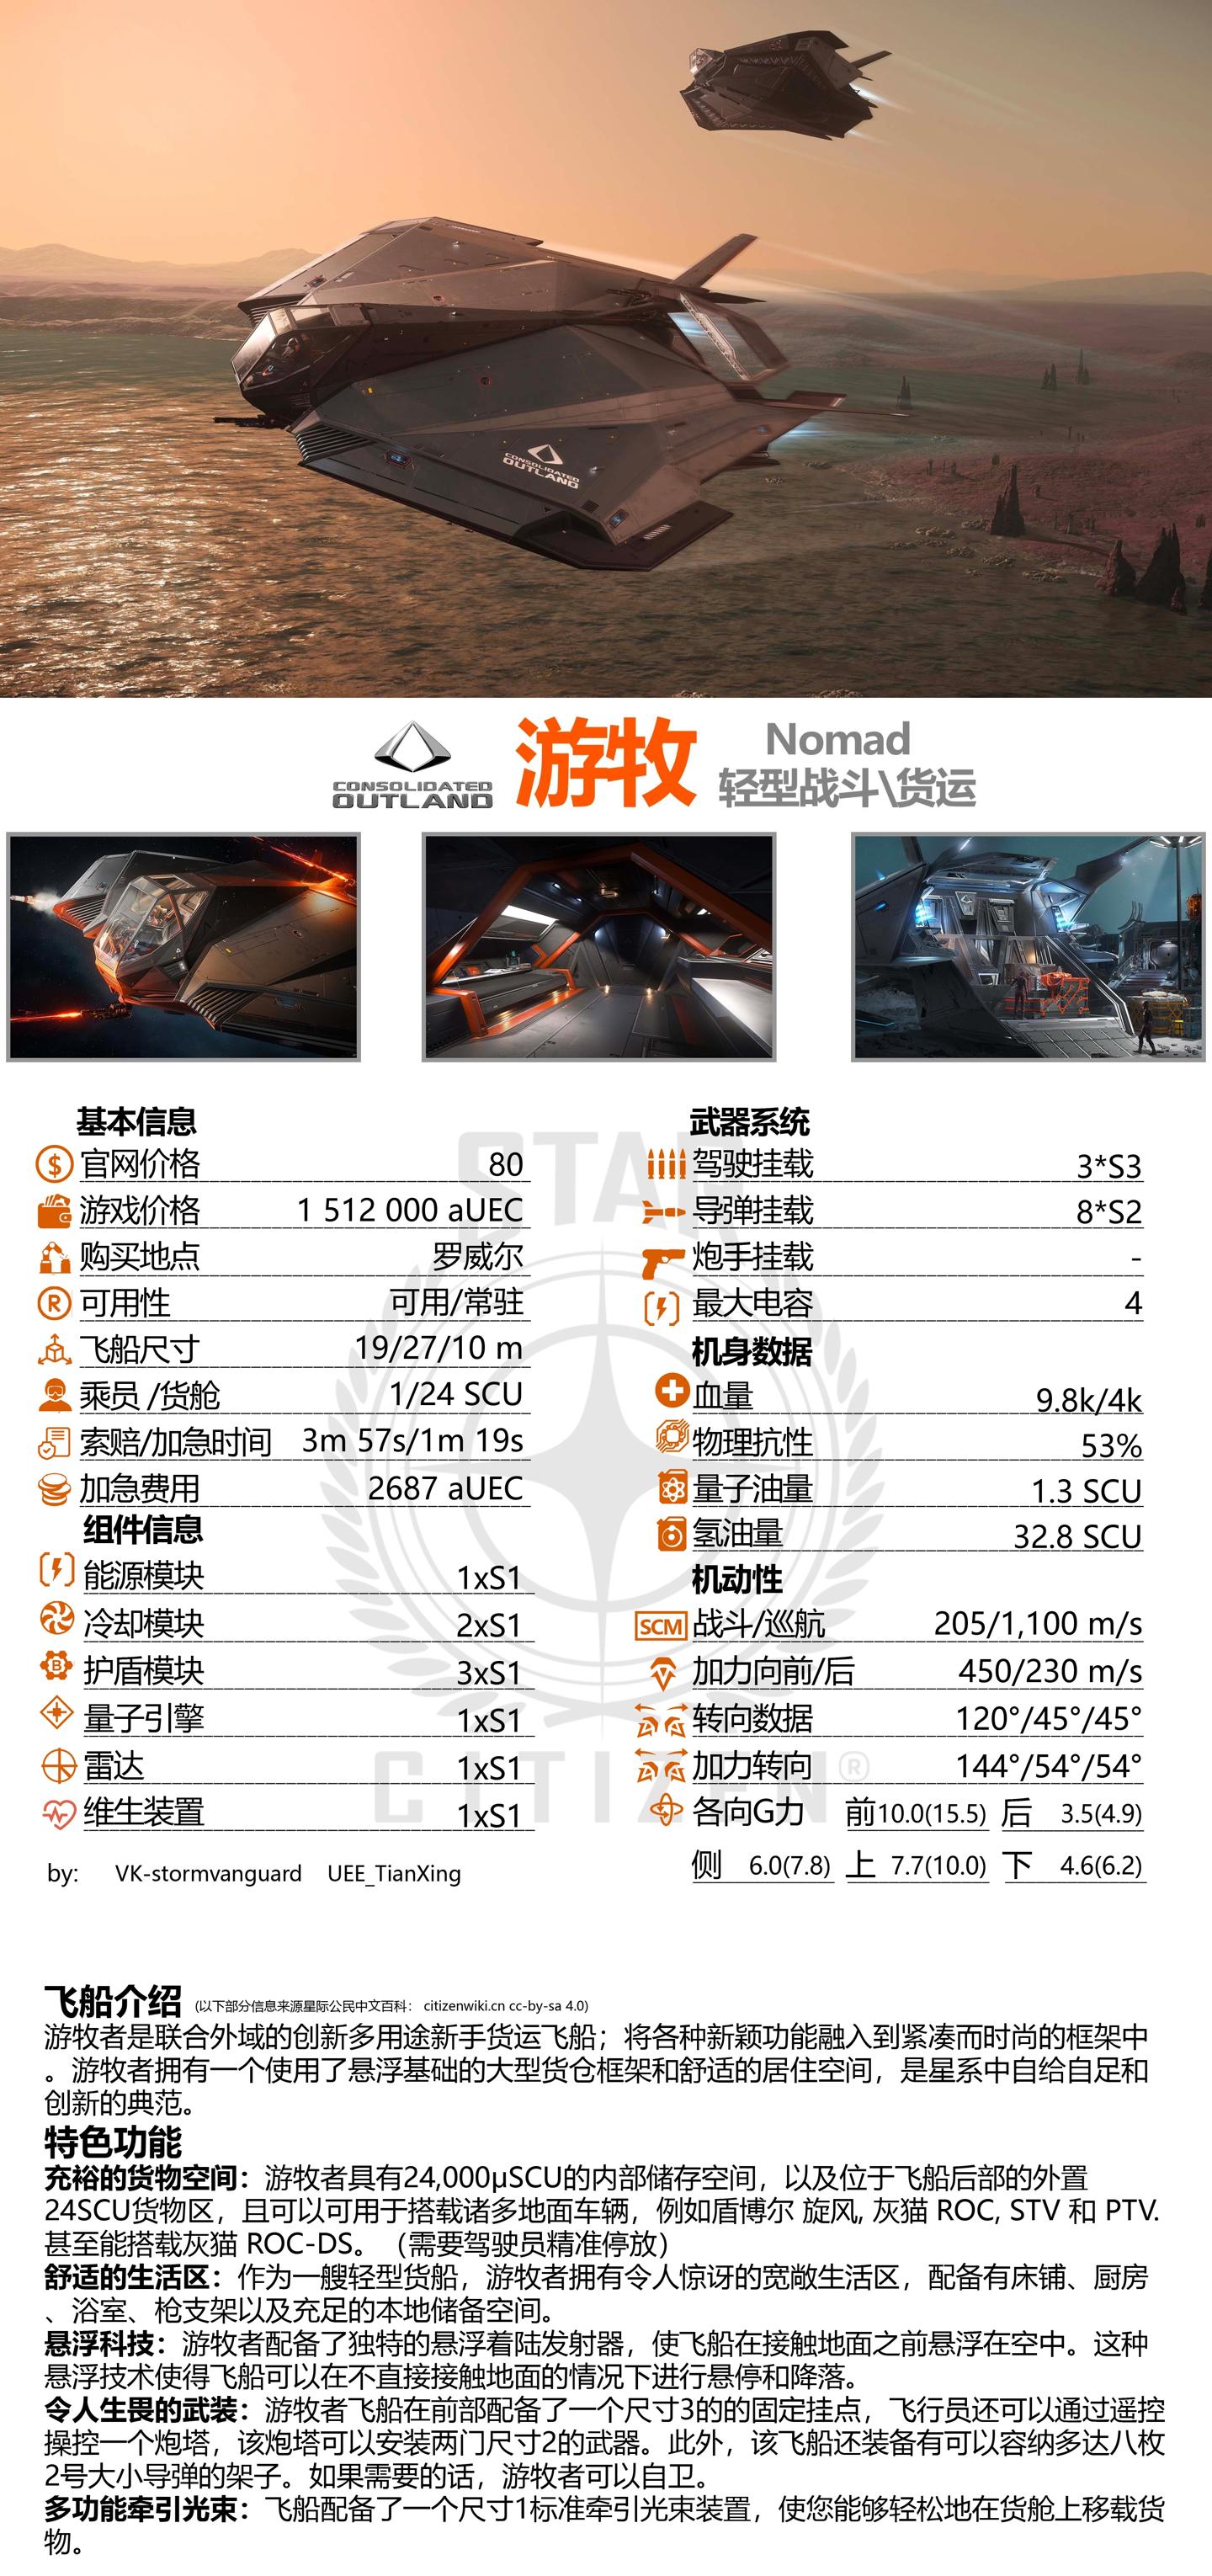 CONSOLIDATED
OUTLAND
CONSOLIDATED
OUTLAND
游牧
Nomad
轻型战斗\货运
STAR
CITIZEN®
基本信息
官网价格 80
游戏价格 1 512 000 aUEC
购买地点 罗威尔
可用性 可用/常驻
飞船尺寸 19/27/10 m
乘员 /货舱 1/24 SCU
索赔/加急时间 3m 57s/1m 19s
加急费用 2687 aUEC
组件信息
能源模块 1xS1
冷却模块 2xS1
护盾模块 3xS1
量子引擎 1xS1
雷达 1xS1
维生装置 1xS1
by: VK-stormvanguard UEE_TianXing
武器系统
驾驶挂载 3*S3
导弹挂载 8*S2
炮手挂载 -
最大电容 4
机身数据
血量 9.8k/4k
物理抗性 53%
量子油量 1.3 SCU
氢油量 32.8 SCU
机动性
SCM 战斗/巡航 205/1,100 m/s
加力向前/后 450/230 m/s
转向数据 120°/45°/45°
加力转向 144°/54°/54°
各向G力 前10.0(15.5) 后 3.5(4.9)
侧 6.0(7.8) 上 7.7(10.0) 下 4.6(6.2)
飞船介绍 (以下部分信息来源星际公民中文百科： citizenwiki.cn cc-by-sa 4.0)
游牧者是联合外域的创新多用途新手货运飞船；将各种新颖功能融入到紧凑而时尚的框架中
。游牧者拥有一个使用了悬浮基础的大型货仓框架和舒适的居住空间，是星系中自给自足和
创新的典范。
特色功能
充裕的货物空间：游牧者具有24,000μSCU的内部储存空间，以及位于飞船后部的外置
24SCU货物区，且可以可用于搭载诸多地面车辆，例如盾博尔 旋风, 灰猫 ROC, STV 和 PTV.
甚至能搭载灰猫 ROC-DS。（需要驾驶员精准停放）
舒适的生活区：作为一艘轻型货船，游牧者拥有令人惊讶的宽敞生活区，配备有床铺、厨房
、浴室、枪支架以及充足的本地储备空间。
悬浮科技：游牧者配备了独特的悬浮着陆发射器，使飞船在接触地面之前悬浮在空中。这种
悬浮技术使得飞船可以在不直接接触地面的情况下进行悬停和降落。
令人生畏的武装：游牧者飞船在前部配备了一个尺寸3的的固定挂点，飞行员还可以通过遥控
操控一个炮塔，该炮塔可以安装两门尺寸2的武器。此外，该飞船还装备有可以容纳多达八枚
2号大小导弹的架子。如果需要的话，游牧者可以自卫。
多功能牵引光束：飞船配备了一个尺寸1标准牵引光束装置，使您能够轻松地在货舱上移载货
物。